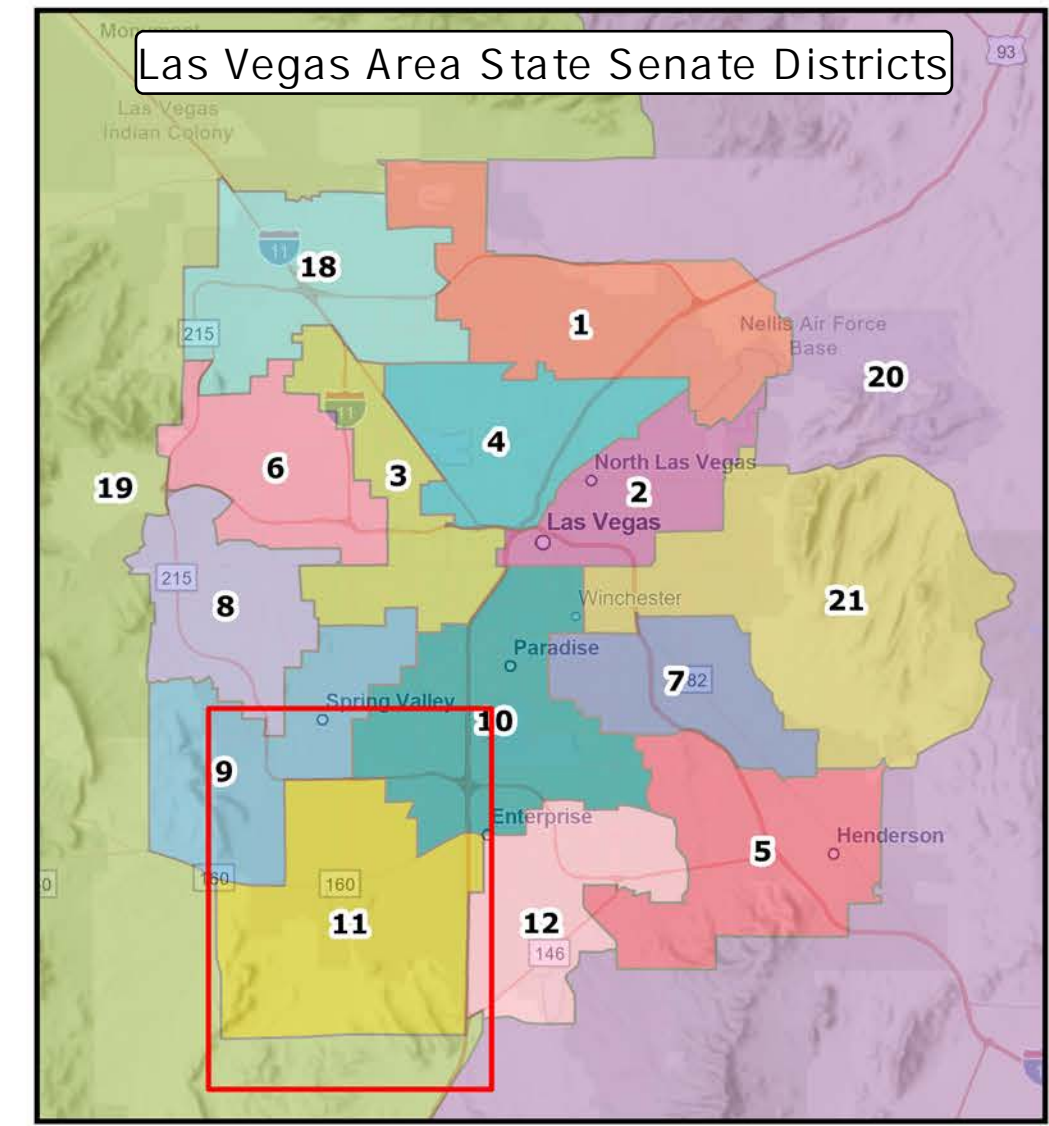 Las Vegas Area State Senate Districts
93
Las Vegas
Indian Colony
11
18
215
1
Nellis Air Force
Base
20
11
4
6
3
North Las Vegas
19
2
Las Vegas
215
8
Winchester
21
Paradise
7
82
Spring Valley
10
9
Enterprise
Henderson
5
0
160
160
11
12
146